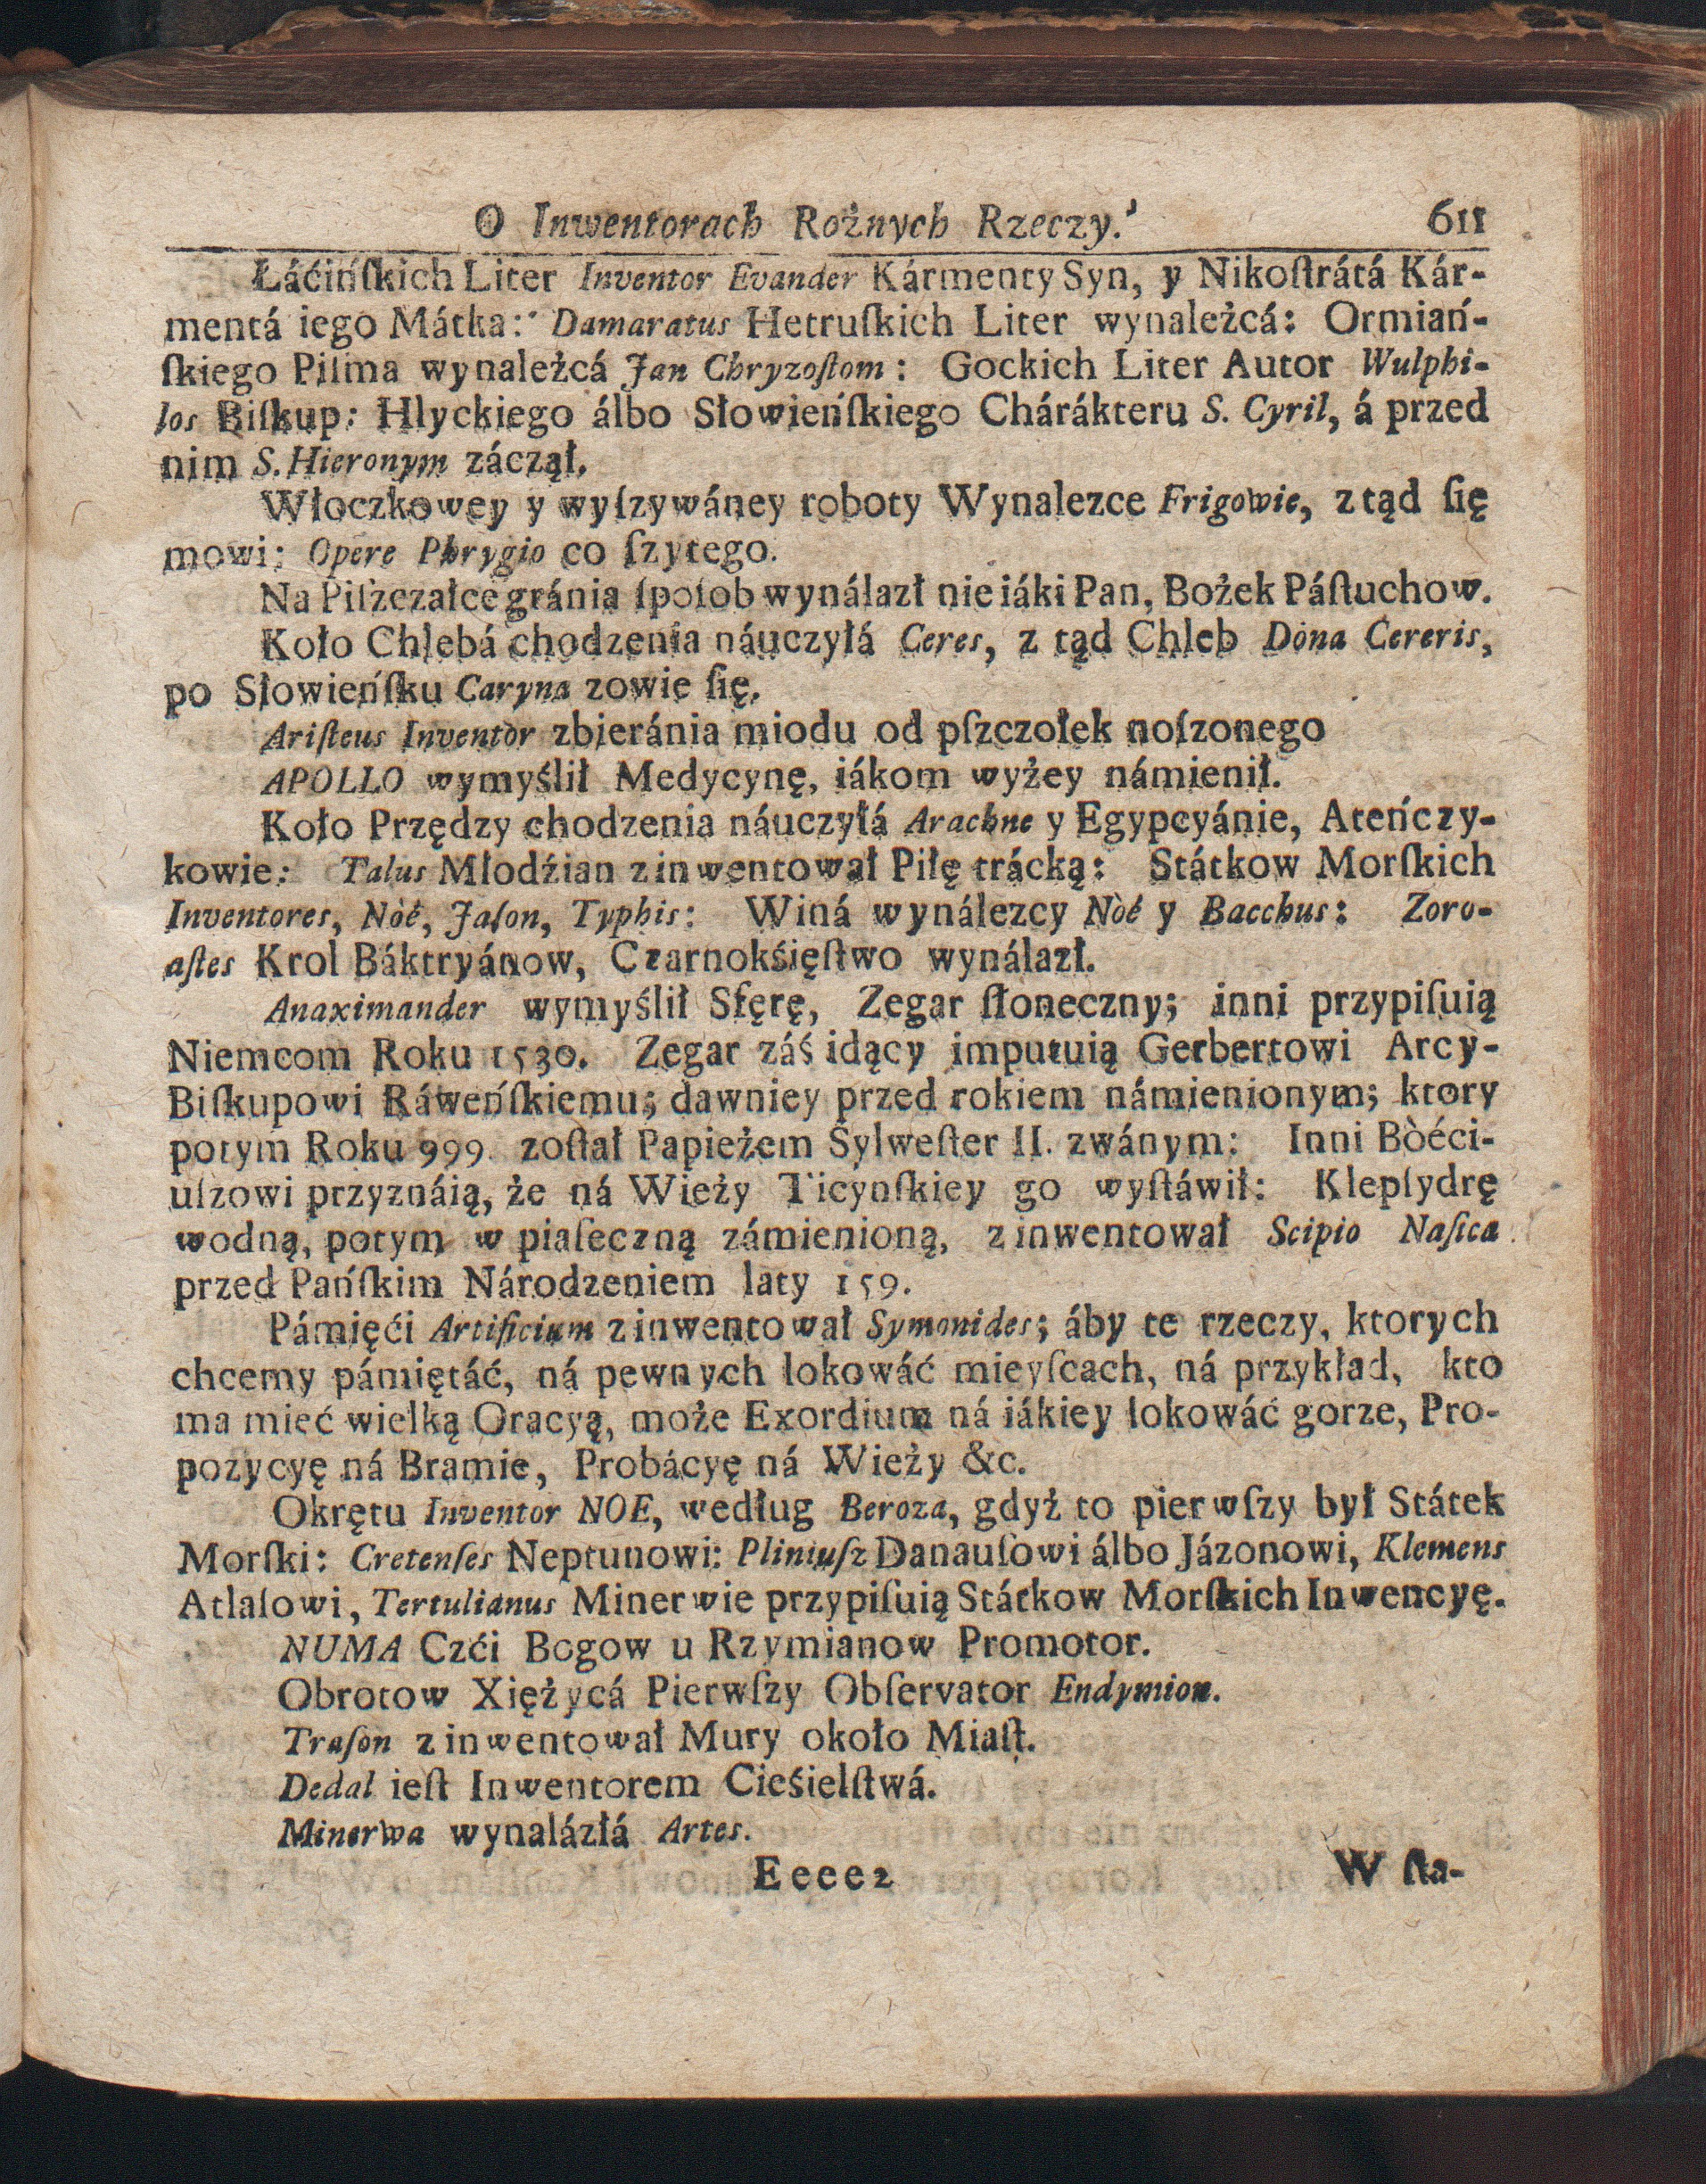 O Inwentorach Rożnych Rzeczy. 611
Łáćińſkich Liter Inventor Evander Kármenty Syn, y Nikoſtrátá Kár-
mentá iego Mátka: Damaratus Hetruſkich Liter wynależcá: Ormiań-
ſkiego Piſma wynależcá Jan Chryzoſtom: Gockich Liter Autor Wulphi-
los Biſkup: Hlyckiego álbo Słowieńſkiego Chárákteru S. Cyril, á przed
nim S. Hieronym záczął.
Włoczkowey y wyſzywáney roboty Wynalezce Frigowie, z tąd ſię
mowi: Opere Phrygio co ſzytego.
Na Piſzczałce gránia ſpoſob wynálazł nieiáki Pan, Bożek Páſtuchow.
Koło Chlebá chodzenia náuczyłá Ceres, z tąd Chleb Dona Cereris,
po Słowieńſku Caryna zowie ſię.
Ariſteus Inventor zbieránia miodu od pſzczołek noſzonego
APOLLO wymyślił Medycynę, iákom wyżey námienił.
Koło Przędzy chodzenia náuczyłá Arachne y Egypcyánie, Ateńczy-
kowie: Talus Młodźian zinwentował Piłę trácką: Státkow Morſkich
Inventores, Nòé, Jaſon, Typhis: Winá wynálezcy Nòé y Bacchus: Zoro-
aſtes Krol Báktryánow, Czarnokśięſtwo wynálazł.
Anaximander wymyślił Sferę, Zegar ſłoneczny; inni przypiſuią
Niemcom Roku 1530. Zegar záś idący imputuią Gerbertowi Arcy-
Biſkupowi Ráweńſkiemu; dawniey przed rokiem námienionym; ktory
potym Roku 999. zoſtał Papieżem Sylweſter II. zwánym: Inni Bòéci-
uſzowi przyznáią, że ná Wieży Ticynſkiey go wyſtáwił: Klepſydrę
wodną, potym w piaſeczną zámienioną, zinwentował Scipio Naſica
przed Pańſkim Národzeniem laty 159.
Pámięći Artificium zinwentował Symonides; áby te rzeczy, ktorych
chcemy pámiętáć, ná pewnych lokowáć mieyſcach, ná przykład, kto
ma mieć wielką Oracyą, może Exordium ná iákiey lokowáć gorze, Pro-
pozycyę ná Bramie, Probácyę ná Wieży &c.
Okrętu Inventor NOE, według Beroza, gdyż to pierwſzy był Státek
Morſki: Cretenſes Neptunowi: Pliniuſz Danauſowi álbo Jázonowi, Klemens
Atlaſowi, Tertulianus Minerwie przypiſuią Státkow Morſkich Inwencyę.
NUMA Czći Bogow u Rzymianow Promotor.
Obrotow Xiężycá Pierwſzy Obſervator Endymion.
Traſon zinwentował Mury około Miaſt.
Dedal ieſt Inwentorem Cieśielſtwá.
Minerwa wynalázłá Artes.
Eeee2 W ſta-